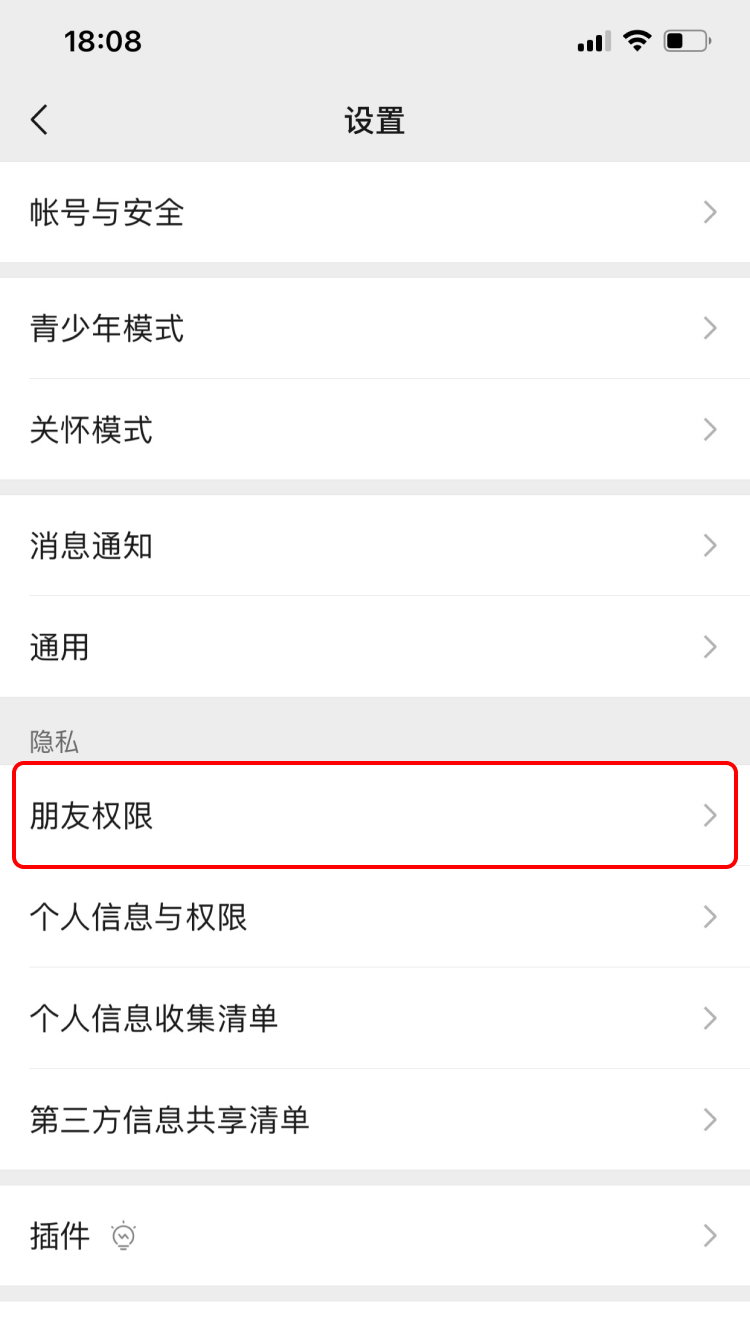 18:08
设置
帐号与安全
青少年模式
关怀模式
消息通知
通用
隐私
朋友权限
个人信息与权限
个人信息收集清单
第三方信息共享清单
插件